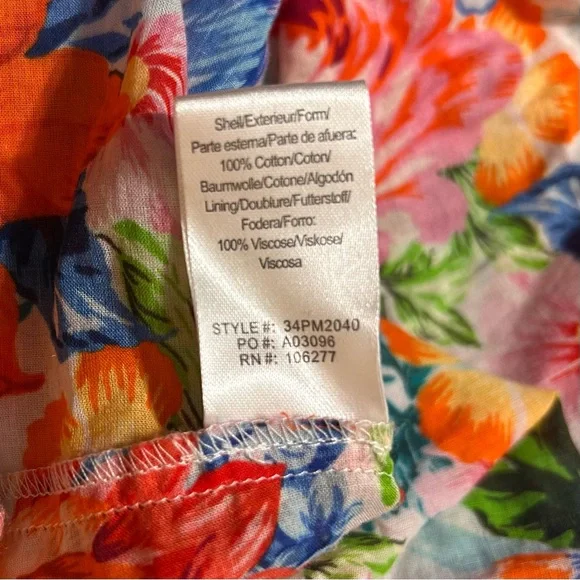 Shell/Exterieur/Form/
Parte esterna/Parte de afuera:
100% Cotton/Coton/
Baumwolle/Cotone/Algodón
Lining/Doublure/Futterstoff/
Fodera/Forro:
100% Viscose/Viskose/
Viscosa
STYLE #: 34PM2040
PO #: A03096
RN #: 106277